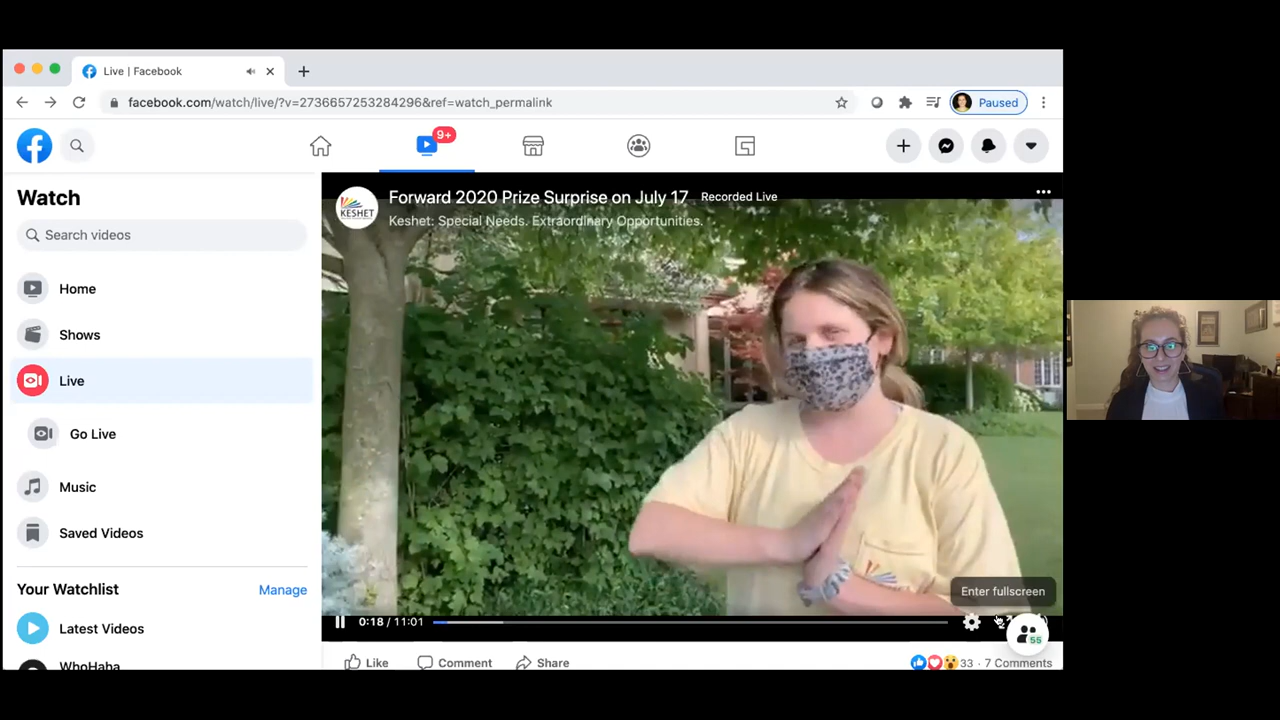 Live | Facebook
facebook.com/watch/live/?v=2736657253284296&ref=watch_permalink
Paused
9+
Watch
Search videos
Home
Shows
Live
Go Live
Music
Saved Videos
Your Watchlist
Manage
Latest Videos
WhoHaha
KESHET
Forward 2020 Prize Surprise on July 17
Recorded Live
Keshet: Special Needs. Extraordinary Opportunities.
Enter fullscreen
0:18 / 11:01
55
Like
Comment
Share
33 · 7 Comments